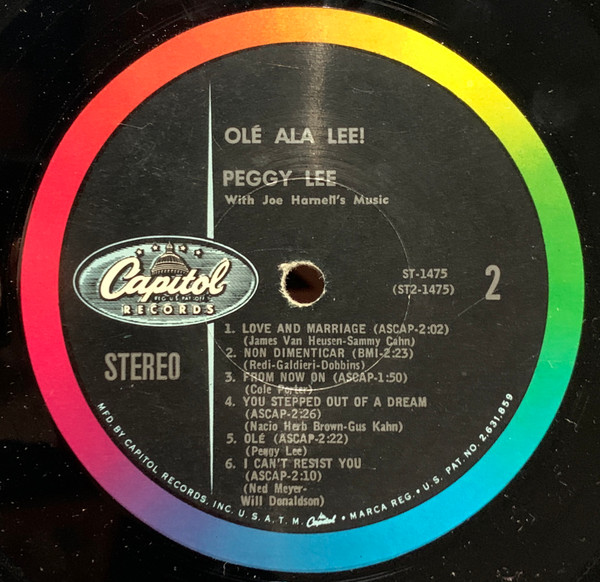 OLÉ ALA LEE!
PEGGY LEE
With Joe Harnell's Music
Capitol
REG. U.S. PAT. OFF.
RECORDS
ST-1475
(ST2-1475)
2
STEREO
1. LOVE AND MARRIAGE (ASCAP-2:02)
(James Van Heusen-Sammy Cahn)
2. NON DIMENTICAR (BMI-2:23)
(Redi-Galdieri-Dobbins)
3. FROM NOW ON (ASCAP-1:50)
(Cole Porter)
4. YOU STEPPED OUT OF A DREAM
(ASCAP-2:26)
(Nacio Herb Brown-Gus Kahn)
5. OLÉ (ASCAP-2:22)
(Peggy Lee)
6. I CAN'T RESIST YOU
(ASCAP-2:10)
(Ned Meyer-
Will Donaldson)
MFD. BY CAPITOL RECORDS, INC. U. S. A. T. M. Capitol • MARCA REG. • U. S. PAT. NO. 2,631,859